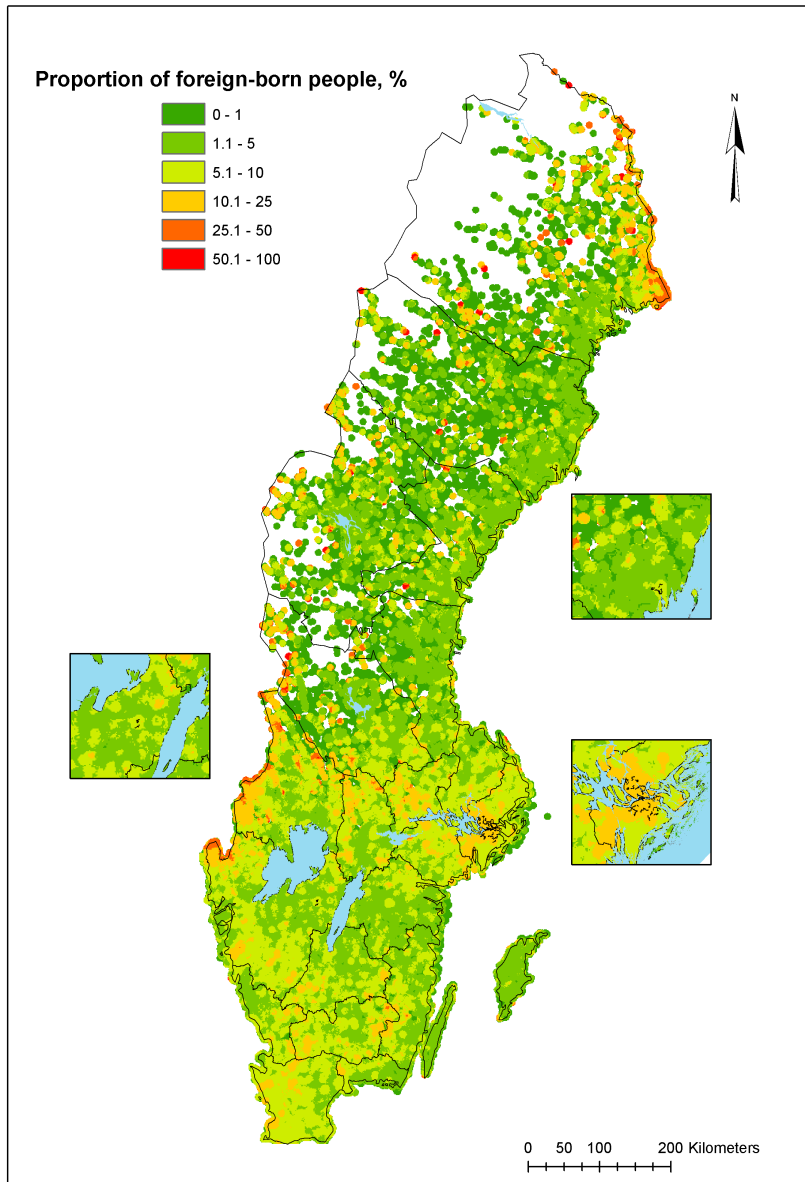 Proportion of foreign-born people, %
0 - 1
1.1 - 5
5.1 - 10
10.1 - 25
25.1 - 50
50.1 - 100
N
0 50 100 200 Kilometers